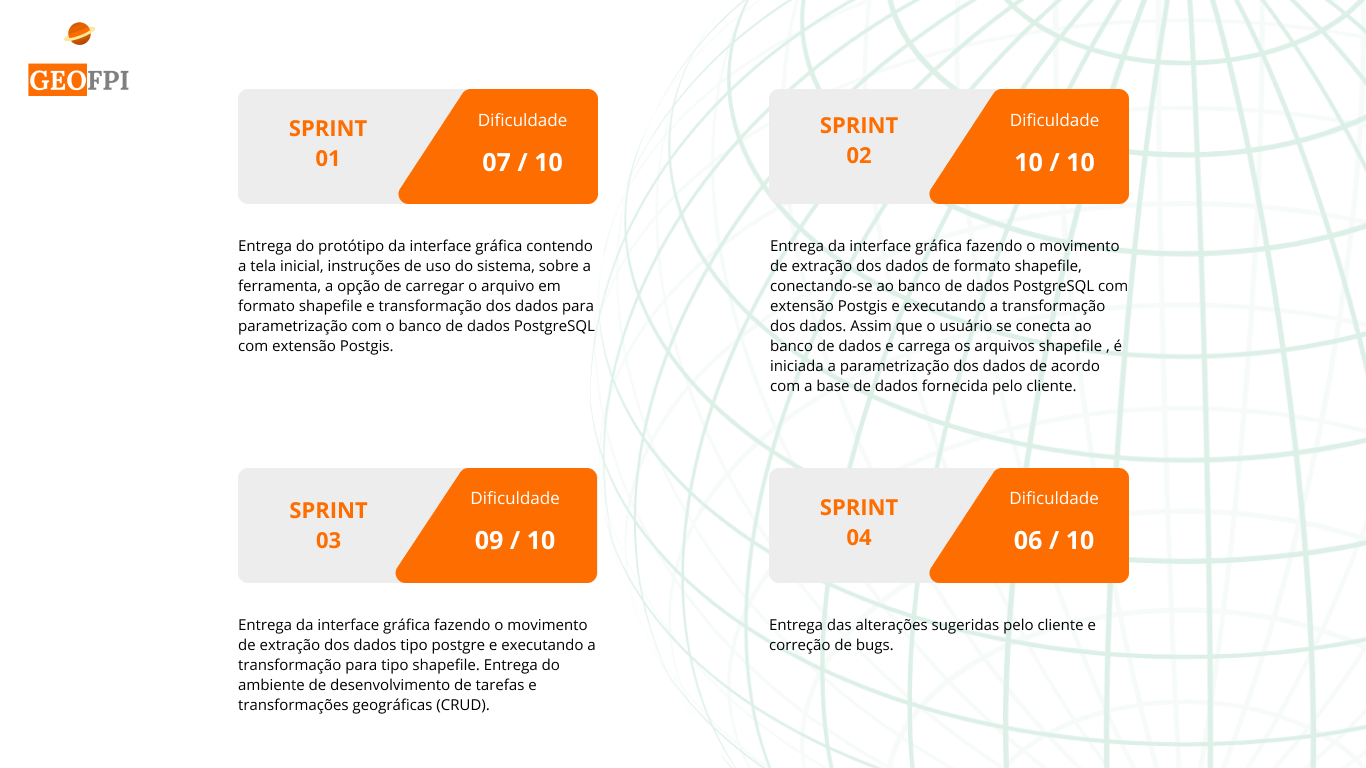 GEOFPI
SPRINT
01
Dificuldade
07 / 10
Entrega do protótipo da interface gráfica contendo
a tela inicial, instruções de uso do sistema, sobre a
ferramenta, a opção de carregar o arquivo em
formato shapefile e transformação dos dados para
parametrização com o banco de dados PostgreSQL
com extensão Postgis.
SPRINT
02
Dificuldade
10 / 10
Entrega da interface gráfica fazendo o movimento
de extração dos dados de formato shapefile,
conectando-se ao banco de dados PostgreSQL com
extensão Postgis e executando a transformação
dos dados. Assim que o usuário se conecta ao
banco de dados e carrega os arquivos shapefile , é
iniciada a parametrização dos dados de acordo
com a base de dados fornecida pelo cliente.
SPRINT
03
Dificuldade
09 / 10
Entrega da interface gráfica fazendo o movimento
de extração dos dados tipo postgre e executando a
transformação para tipo shapefile. Entrega do
ambiente de desenvolvimento de tarefas e
transformações geográficas (CRUD).
SPRINT
04
Dificuldade
06 / 10
Entrega das alterações sugeridas pelo cliente e
correção de bugs.